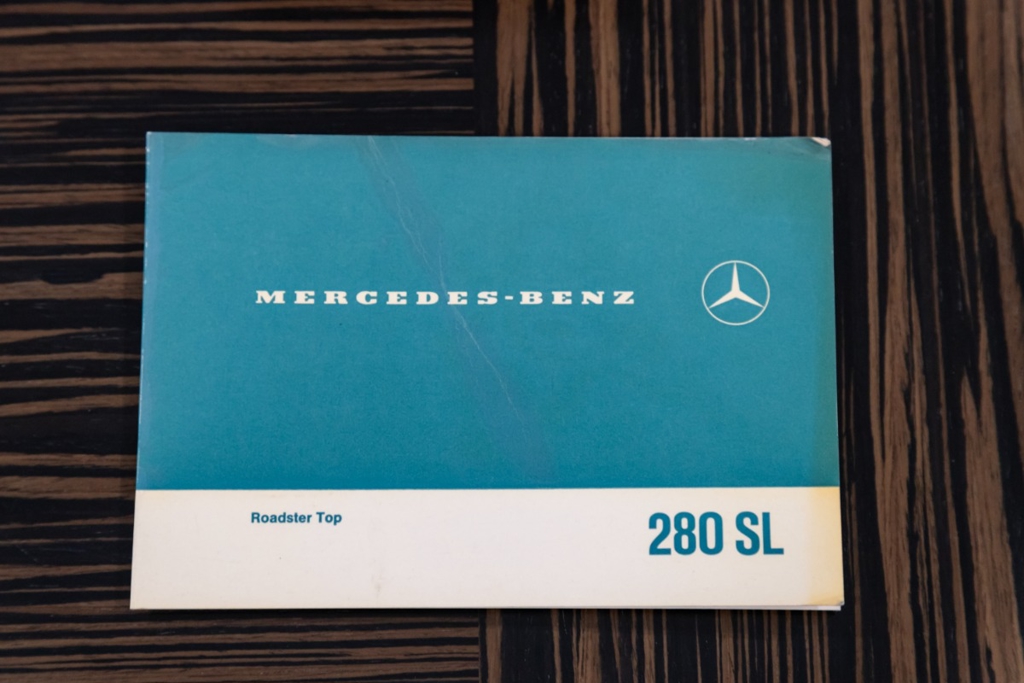 MERCEDES-BENZ
Roadster Top
280 SL